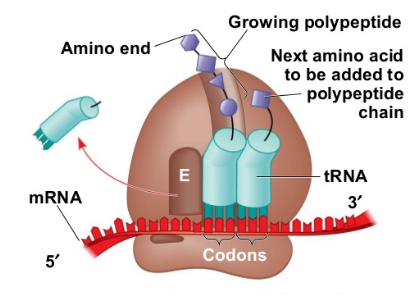 Growing polypeptide
Amino end
Next amino acid
to be added to
polypeptide
chain
E
tRNA
mRNA
3′
5′
Codons